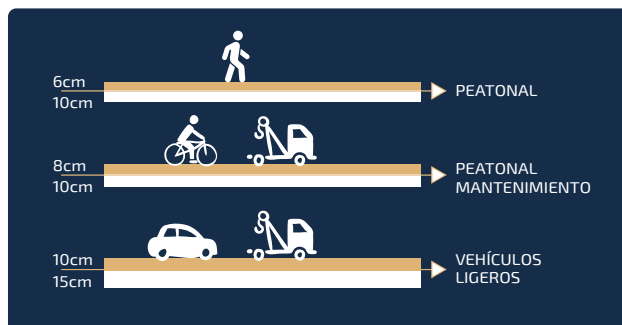 6cm
10cm
PEATONAL
8cm
10cm
PEATONAL
MANTENIMIENTO
10cm
15cm
VEHÍCULOS
LIGEROS